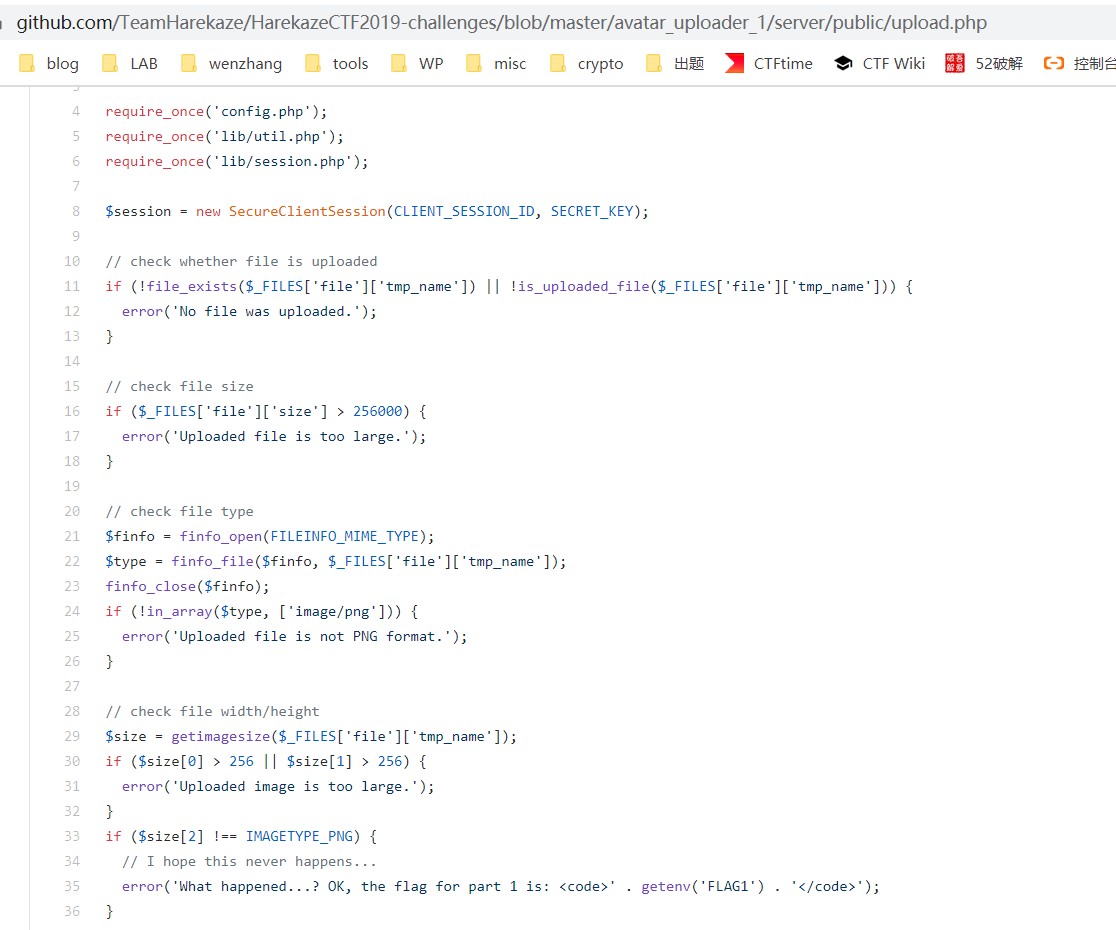 github.com/TeamHarekaze/HarekazeCTF2019-challenges/blob/master/avatar_uploader_1/server/public/upload.php
blog LAB wenzhang tools WP misc crypto 出题 CTFtime CTF Wiki 吾爱破解 52破解 控制台
4 require_once('config.php');
5 require_once('lib/util.php');
6 require_once('lib/session.php');
7
8 $session = new SecureClientSession(CLIENT_SESSION_ID, SECRET_KEY);
9
10 // check whether file is uploaded
11 if (!file_exists($_FILES['file']['tmp_name']) || !is_uploaded_file($_FILES['file']['tmp_name'])) {
12   error('No file was uploaded.');
13 }
14
15 // check file size
16 if ($_FILES['file']['size'] > 256000) {
17   error('Uploaded file is too large.');
18 }
19
20 // check file type
21 $finfo = finfo_open(FILEINFO_MIME_TYPE);
22 $type = finfo_file($finfo, $_FILES['file']['tmp_name']);
23 finfo_close($finfo);
24 if (!in_array($type, ['image/png'])) {
25   error('Uploaded file is not PNG format.');
26 }
27
28 // check file width/height
29 $size = getimagesize($_FILES['file']['tmp_name']);
30 if ($size[0] > 256 || $size[1] > 256) {
31   error('Uploaded image is too large.');
32 }
33 if ($size[2] !== IMAGETYPE_PNG) {
34   // I hope this never happens...
35   error('What happened...? OK, the flag for part 1 is: <code>' . getenv('FLAG1') . '</code>');
36 }